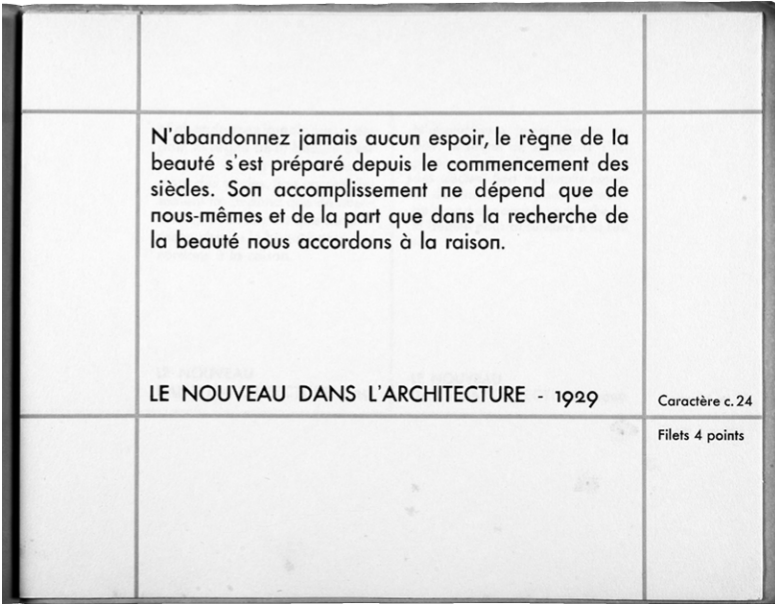 N'abandonnez jamais aucun espoir, le règne de la
beauté s'est préparé depuis le commencement des
siècles. Son accomplissement ne dépend que de
nous-mêmes et de la part que dans la recherche de
la beauté nous accordons à la raison.
LE NOUVEAU DANS L'ARCHITECTURE - 1929
Caractère c. 24
Filets 4 points